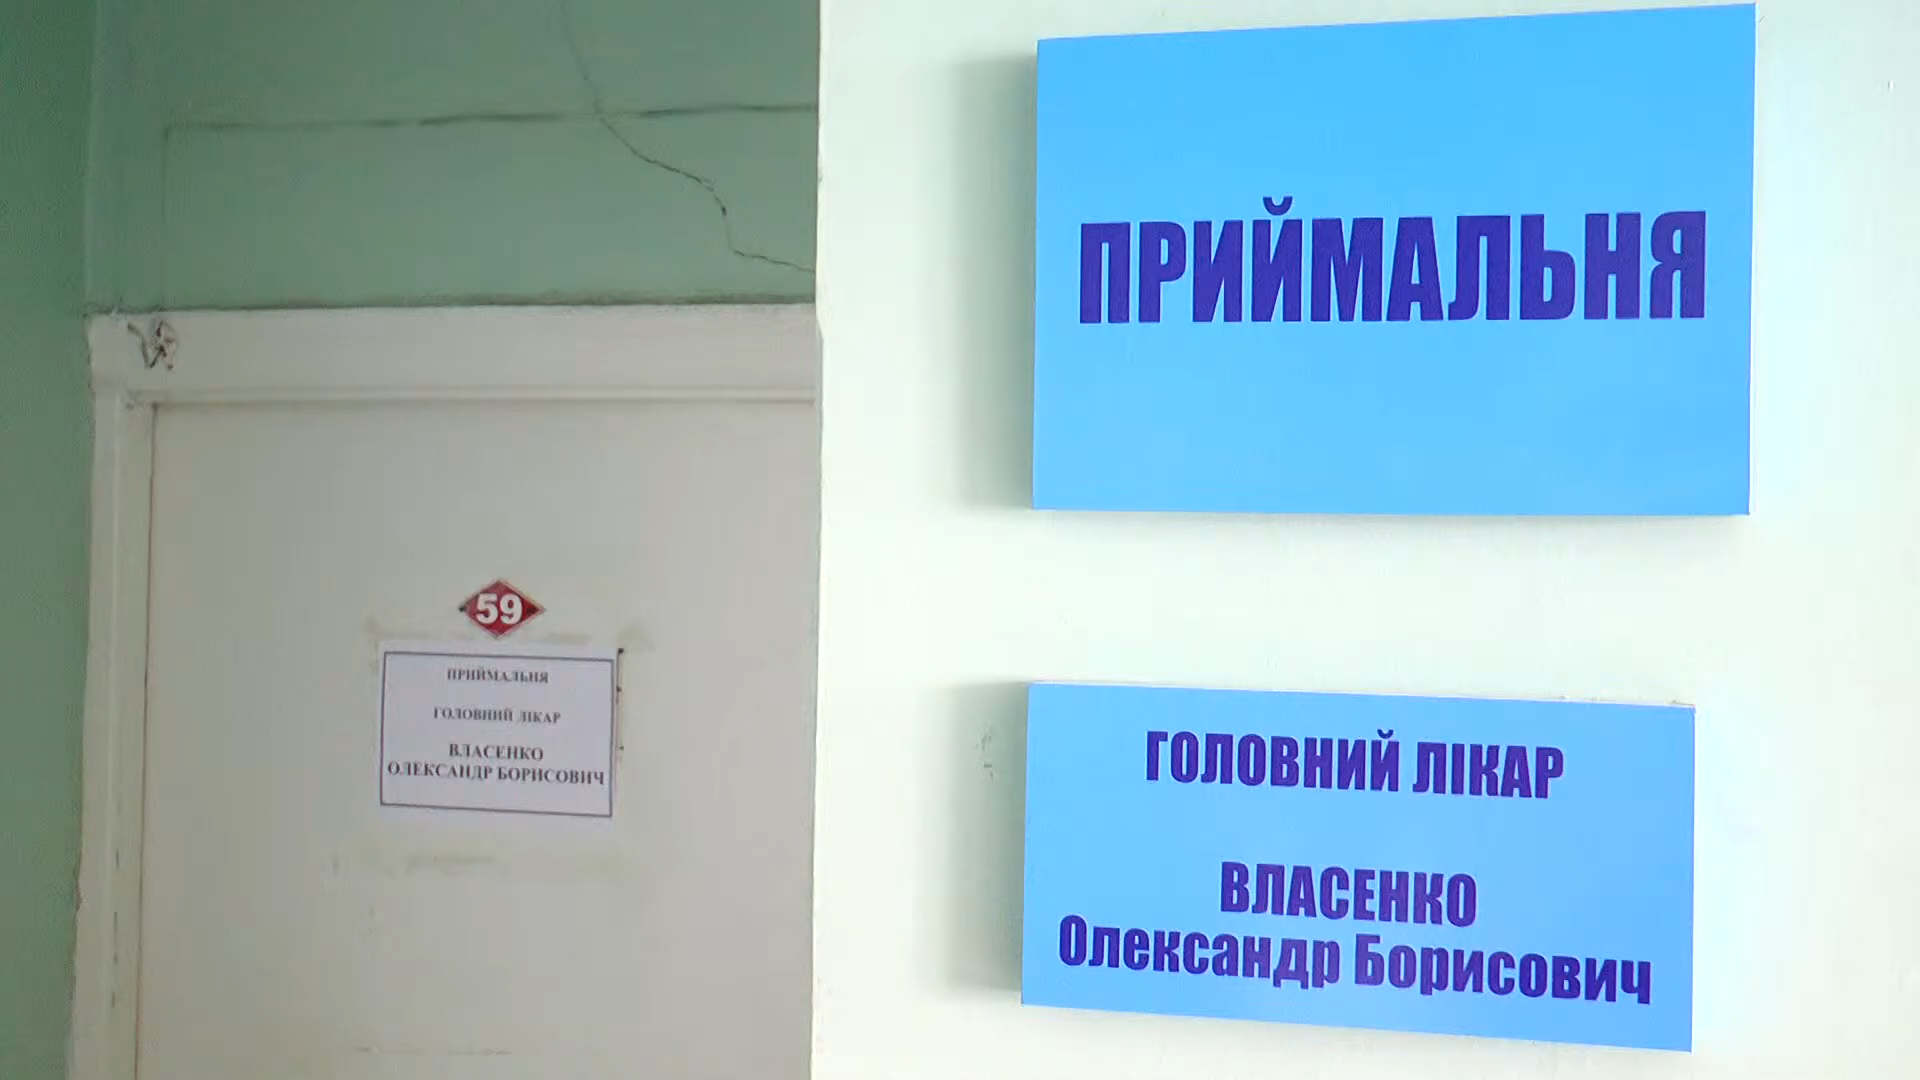 59
ПРИЙМАЛЬНЯ
ГОЛОВНИЙ ЛІКАР
ВЛАСЕНКО
ОЛЕКСАНДР БОРИСОВИЧ
ПРИЙМАЛЬНЯ
ГОЛОВНИЙ ЛІКАР
ВЛАСЕНКО
Олександр Борисович